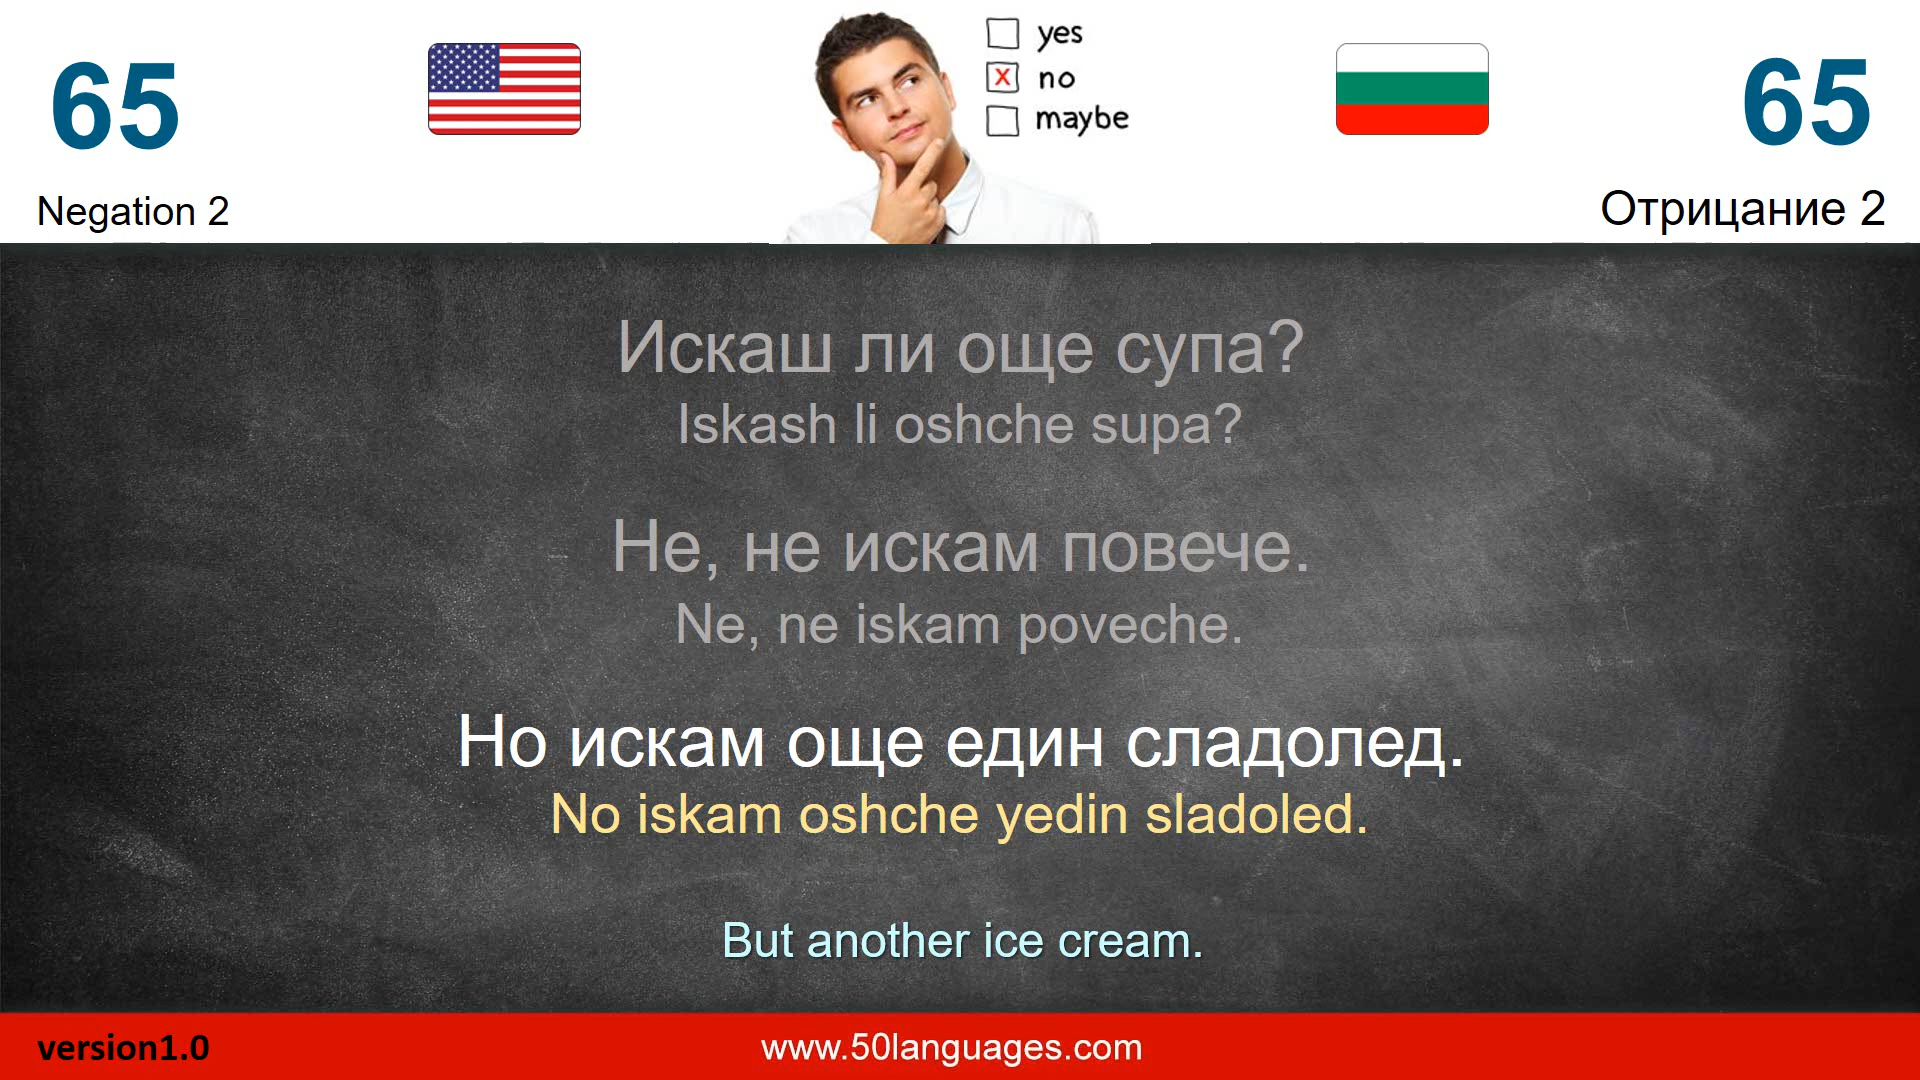 65
65
yes
x no
maybe
Negation 2
Отрицание 2
Искаш ли още супа?
Iskash li oshche supa?
Не, не искам повече.
Ne, ne iskam poveche.
Но искам още един сладолед.
No iskam oshche yedin sladoled.
But another ice cream.
version1.0
www.50languages.com